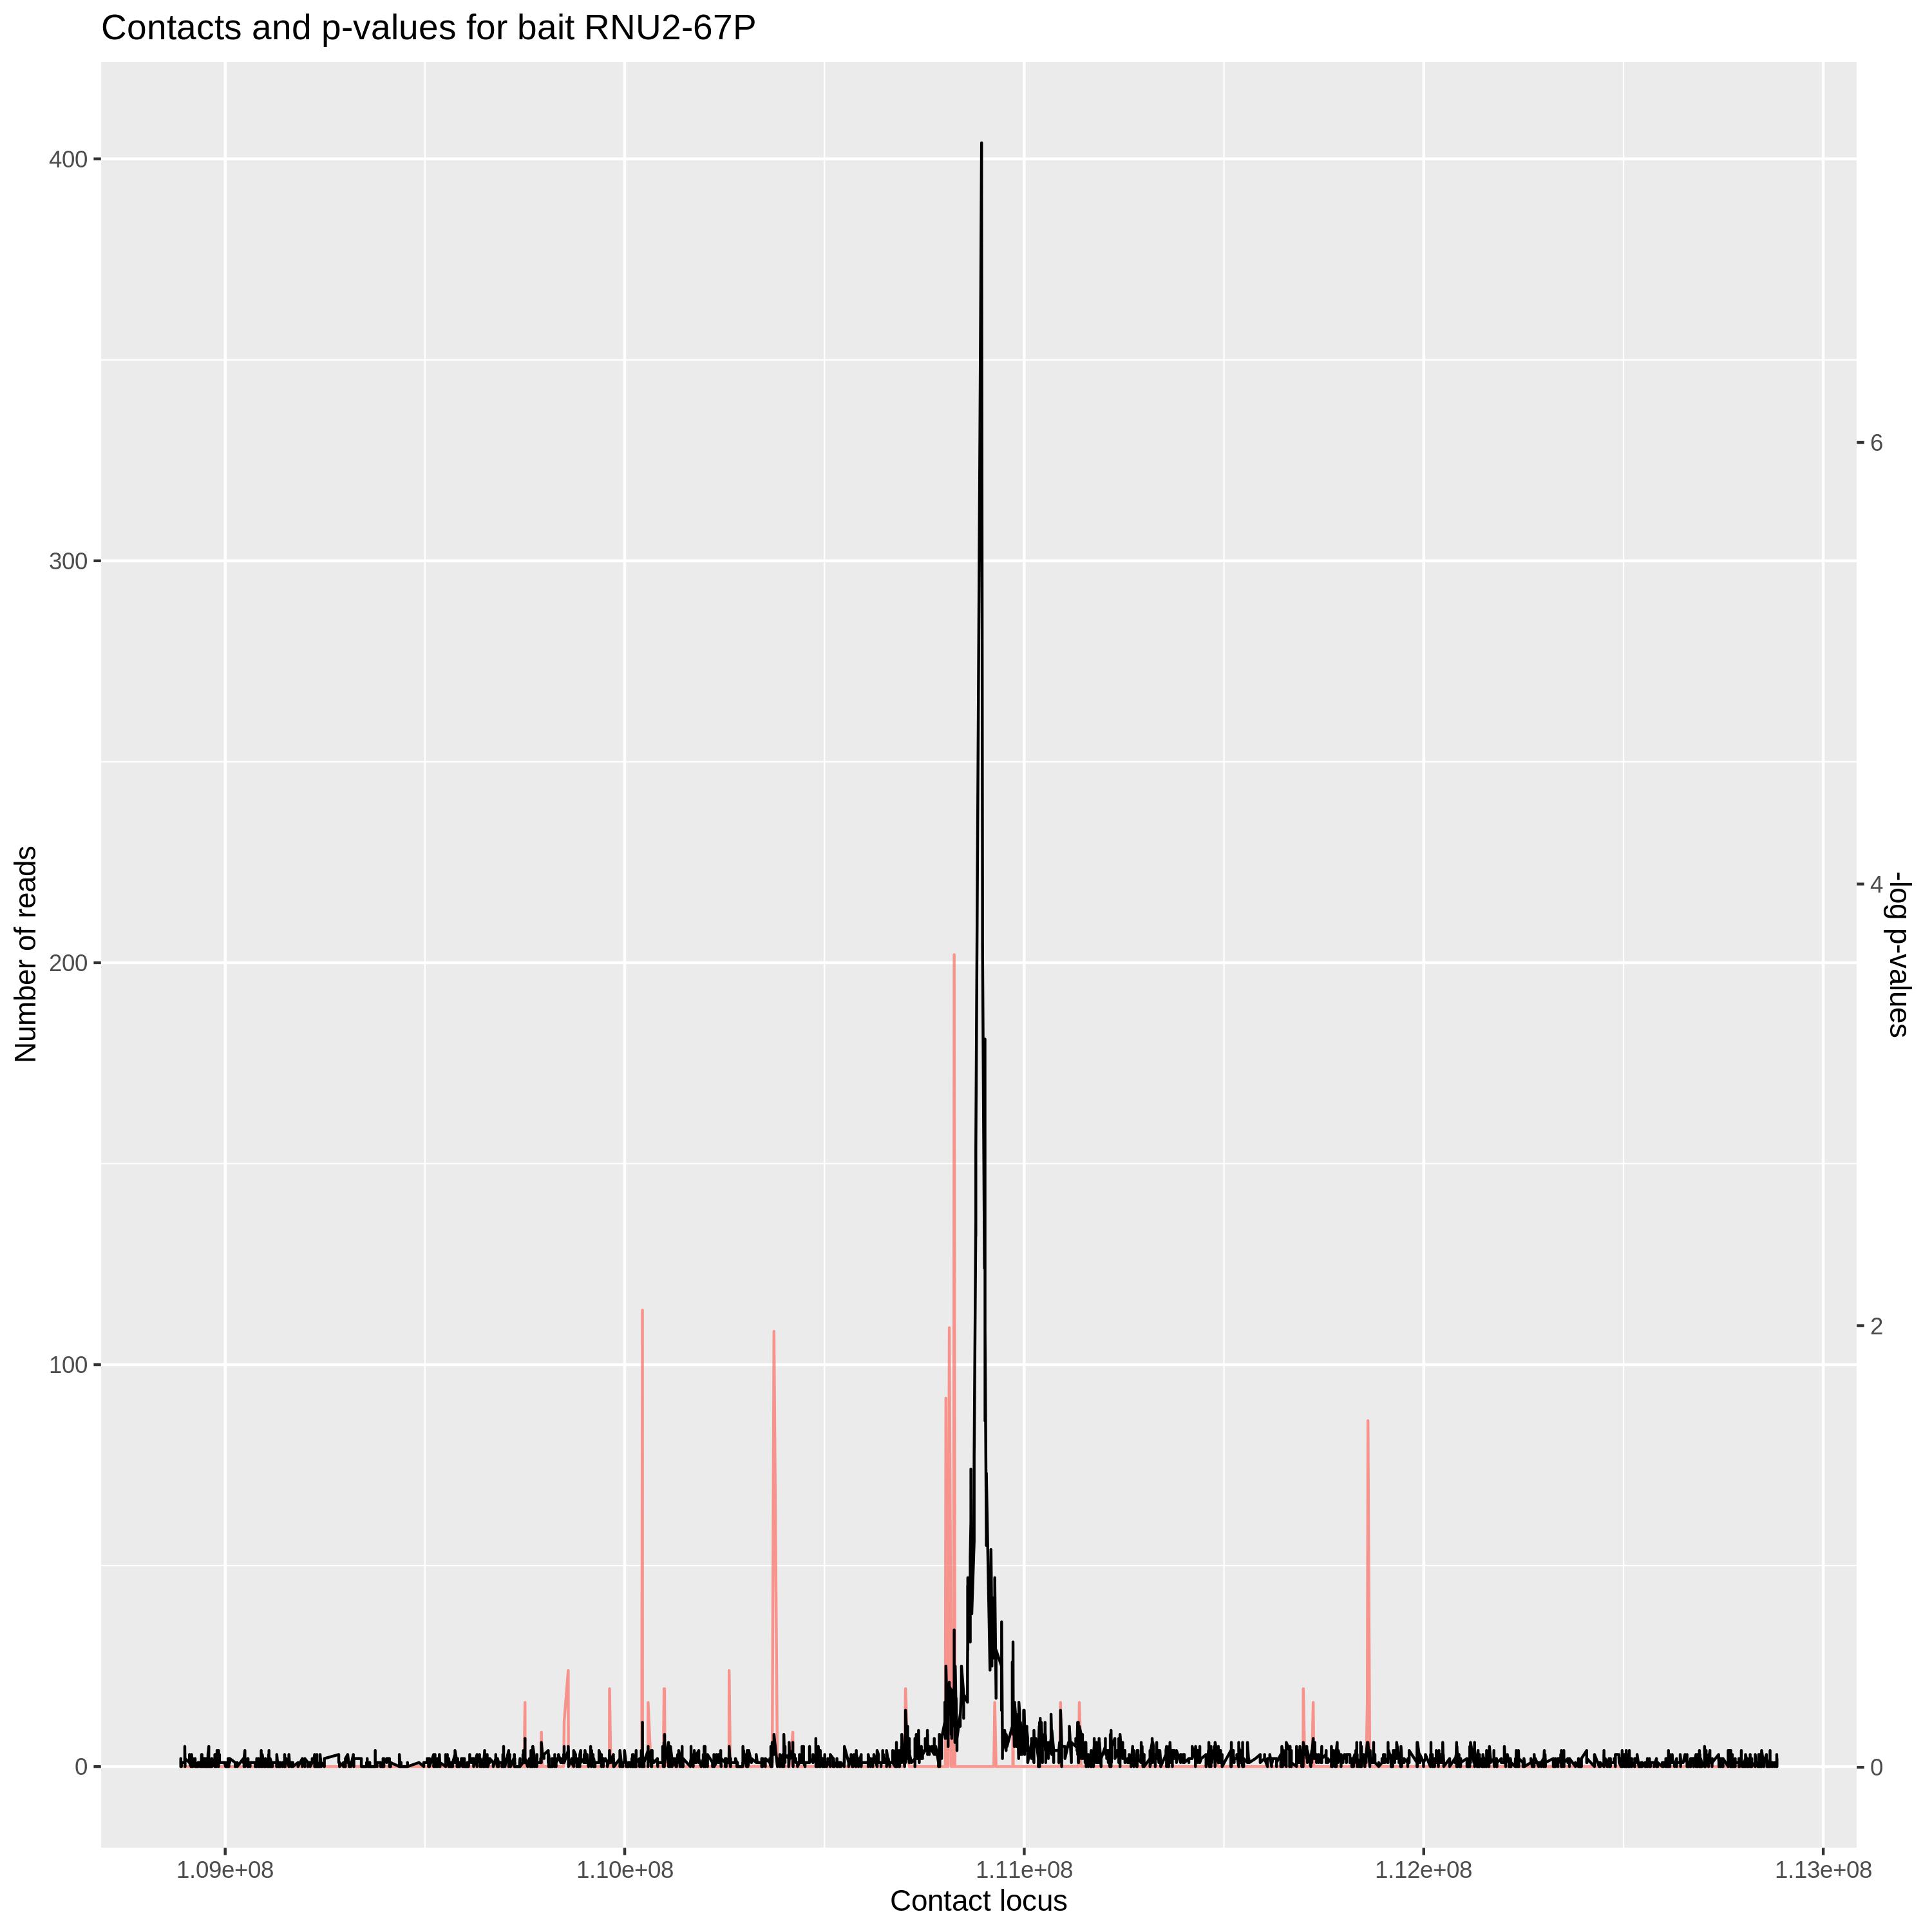 Contacts and p-values for bait RNU2-67P
400
300
200
100
0
Number of reads
6
4
2
0
-log p-values
1.09e+08
1.10e+08
1.11e+08
1.12e+08
1.13e+08
Contact locus